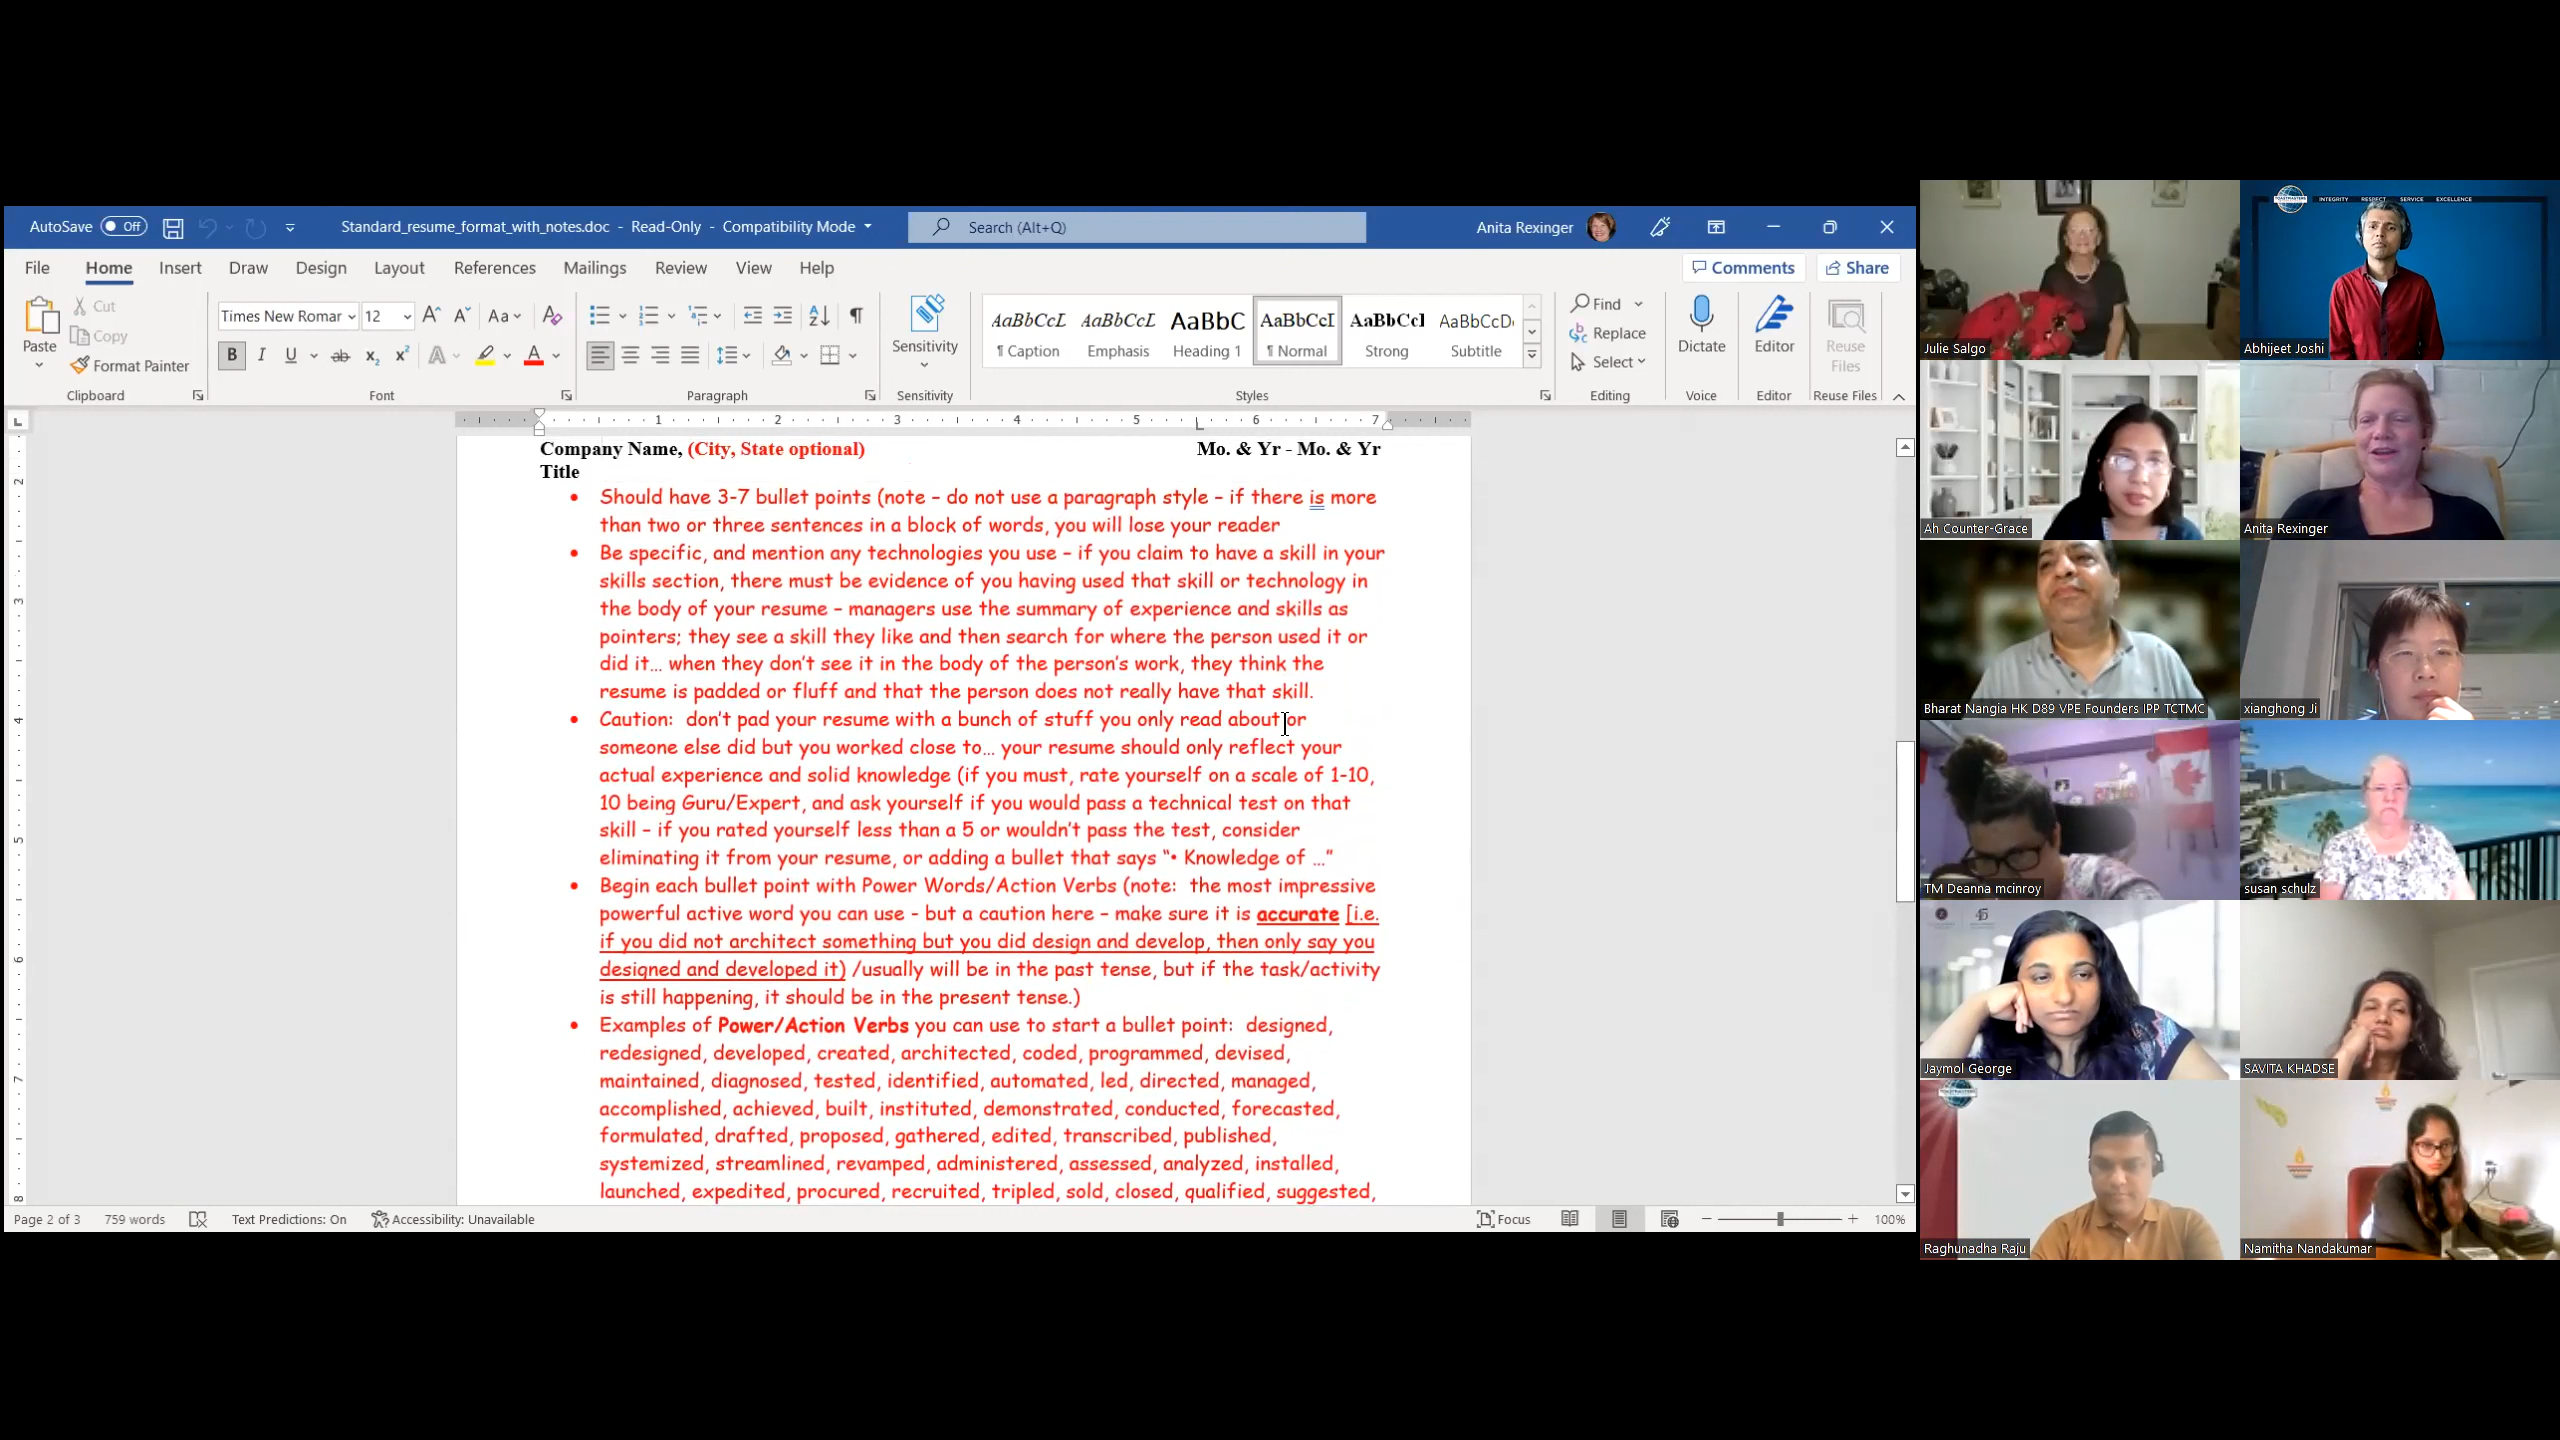 AutoSave Off Standard_resume_format_with_notes.doc - Read-Only - Compatibility Mode Search (Alt+Q) Anita Rexinger
File Home Insert Draw Design Layout References Mailings Review View Help Comments Share
Paste Cut Copy Format Painter
Clipboard
Times New Romar 12
Font
Paragraph
Sensitivity
Sensitivity
AaBbCcL AaBbCcL AaBbC AaBbCcI AaBbCcI AaBbCcD
¶ Caption Emphasis Heading 1 ¶ Normal Strong Subtitle
Styles
Find
Replace
Select
Editing
Dictate
Voice
Editor
Editor
Reuse Files
Reuse Files
1 2 3 4 5 6 7
Company Name, (City, State optional) Mo. & Yr - Mo. & Yr
Title
• Should have 3-7 bullet points (note – do not use a paragraph style – if there is more
than two or three sentences in a block of words, you will lose your reader
• Be specific, and mention any technologies you use – if you claim to have a skill in your
skills section, there must be evidence of you having used that skill or technology in
the body of your resume – managers use the summary of experience and skills as
pointers; they see a skill they like and then search for where the person used it or
did it… when they don't see it in the body of the person's work, they think the
resume is padded or fluff and that the person does not really have that skill.
• Caution:  don't pad your resume with a bunch of stuff you only read about or
someone else did but you worked close to… your resume should only reflect your
actual experience and solid knowledge (if you must, rate yourself on a scale of 1-10,
10 being Guru/Expert, and ask yourself if you would pass a technical test on that
skill – if you rated yourself less than a 5 or wouldn't pass the test, consider
eliminating it from your resume, or adding a bullet that says "• Knowledge of …"
• Begin each bullet point with Power Words/Action Verbs (note:  the most impressive
powerful active word you can use - but a caution here – make sure it is accurate [i.e.
if you did not architect something but you did design and develop, then only say you
designed and developed it) /usually will be in the past tense, but if the task/activity
is still happening, it should be in the present tense.)
• Examples of Power/Action Verbs you can use to start a bullet point:  designed,
redesigned, developed, created, architected, coded, programmed, devised,
maintained, diagnosed, tested, identified, automated, led, directed, managed,
accomplished, achieved, built, instituted, demonstrated, conducted, forecasted,
formulated, drafted, proposed, gathered, edited, transcribed, published,
systemized, streamlined, revamped, administered, assessed, analyzed, installed,
launched, expedited, procured, recruited, tripled, sold, closed, qualified, suggested,
Page 2 of 3 759 words Text Predictions: On Accessibility: Unavailable Focus 100%
INTEGRITY RESPECT SERVICE EXCELLENCE
Julie Salgo
Abhijeet Joshi
Ah Counter-Grace
Anita Rexinger
Bharat Nangia HK D89 VPE Founders IPP TCTMC
xianghong Ji
TM Deanna mcinroy
susan schulz
45
Jaymol George
SAVITA KHADSE
Raghunadha Raju
Namitha Nandakumar